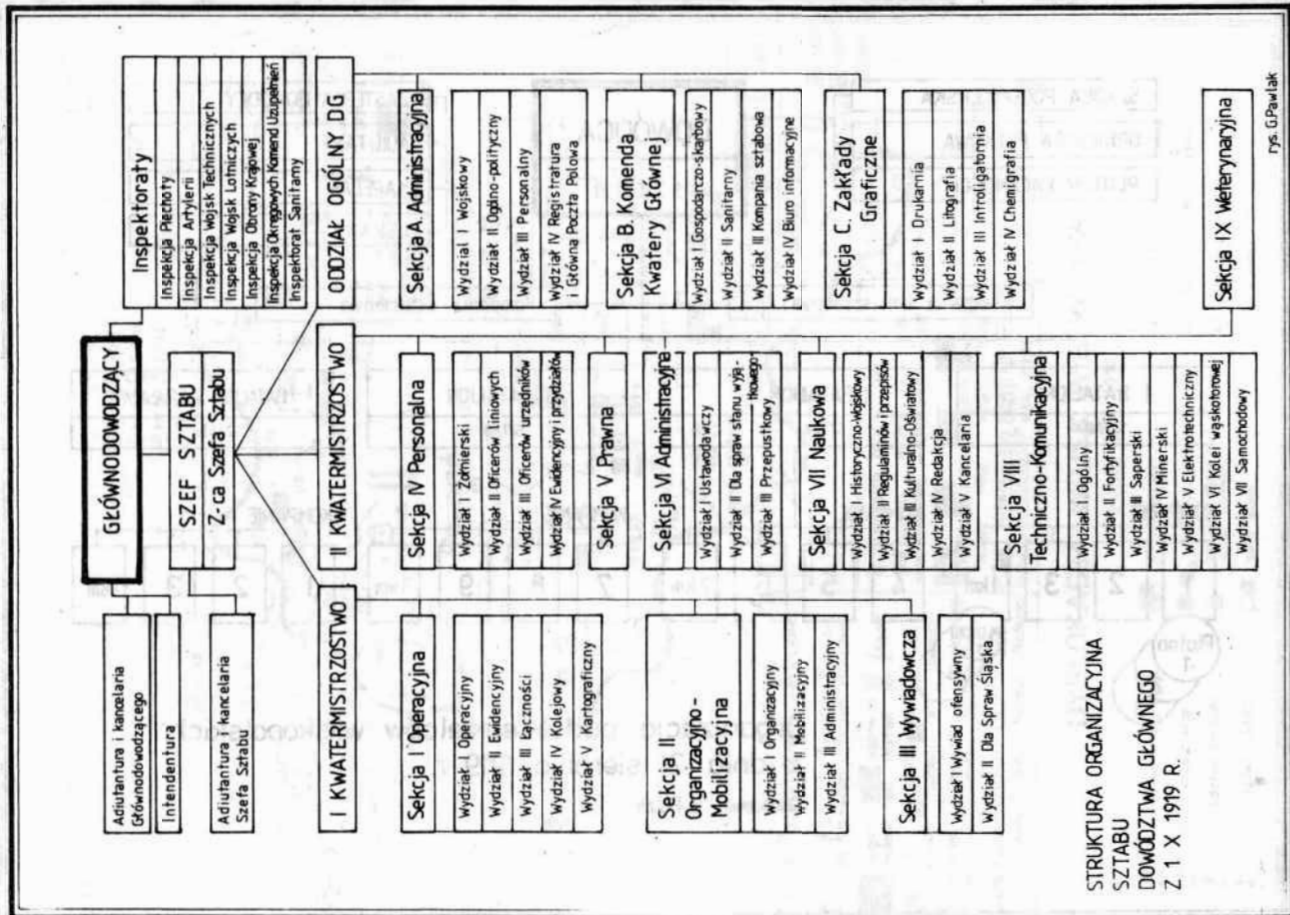 GŁÓWNODOWODZĄCY
Adiutantura i kancelaria
Głównodowodzącego
Intendentura
SZEF SZTABU
Z-ca Szefa Sztabu
Adiutantura i kancelaria
Szefa Sztabu
Inspektoraty
Inspekcja Piechoty
Inspekcja Artylerii
Inspekcja Wojsk Technicznych
Inspekcja Wojsk Lotniczych
Inspekcja Obrony Krajowej
Inspekcja Okręgowych Komend Uzupełnień
Inspektorat Sanitarny
I KWATERMISTRZOSTWO
Sekcja I Operacyjna
Wydział I Operacyjny
Wydział II Ewidencyjny
Wydział III Łączności
Wydział IV Kolejowy
Wydział V Kartograficzny
Sekcja II
Organizacyjno-
Mobilizacyjna
Wydział I Organizacyjny
Wydział II Mobilizacyjny
Wydział III Administracyjny
Sekcja III Wywiadowcza
Wydział I Wywiad ofensywny
Wydział II Dla Spraw Śląska
II KWATERMISTRZOSTWO
Sekcja IV Personalna
Wydział I Żołnierski
Wydział II Oficerów liniowych
Wydział III Oficerów urzędników
Wydział IV Ewidencyjny i przydziałów
Sekcja V Prawna
Sekcja VI Administracyjne
Wydział I Ustawodawczy
Wydział II Dla spraw stanu wyją-
tkowego
Wydział III Przepustkowy
Sekcja VII Naukowa
Wydział I Historyczno-Wojskowy
Wydział II Regulaminów i przepisów
Wydział III Kulturalno-Oświatowy
Wydział IV Redakcja
Wydział V Kancelaria
Sekcja VIII
Techniczno-Komunikacyjna
Wydział I Ogólny
Wydział II Fortyfikacyjny
Wydział III Saperski
Wydział IV Minerski
Wydział V Elektrotechniczny
Wydział VI Kolei wąskotorowej
Wydział VII Samochodowy
Sekcja IX Weterynaryjna
ODDZIAŁ OGÓLNY DG
Sekcja A. Administracyjna
Wydział I Wojskowy
Wydział II Ogólno-polityczny
Wydział III Personalny
Wydział IV Registratura
i Główna Poczta Polowa
Sekcja B. Komenda
Kwatery Głównej
Wydział I Gospodarczo-skarbowy
Wydział II Sanitarny
Wydział II Kompania sztabowa
Wydział IV Biuro informacyjne
Sekcja C. Zakłady
Graficzne
Wydział I Drukarnia
Wydział II Litografia
Wydział III Introligatornia
Wydział IV Chemigrafia
STRUKTURA ORGANIZACYJNA
SZTABU
DOWÓDZTWA GŁÓWNEGO
Z 1 X 1919 R.
rys. G.Pawlak